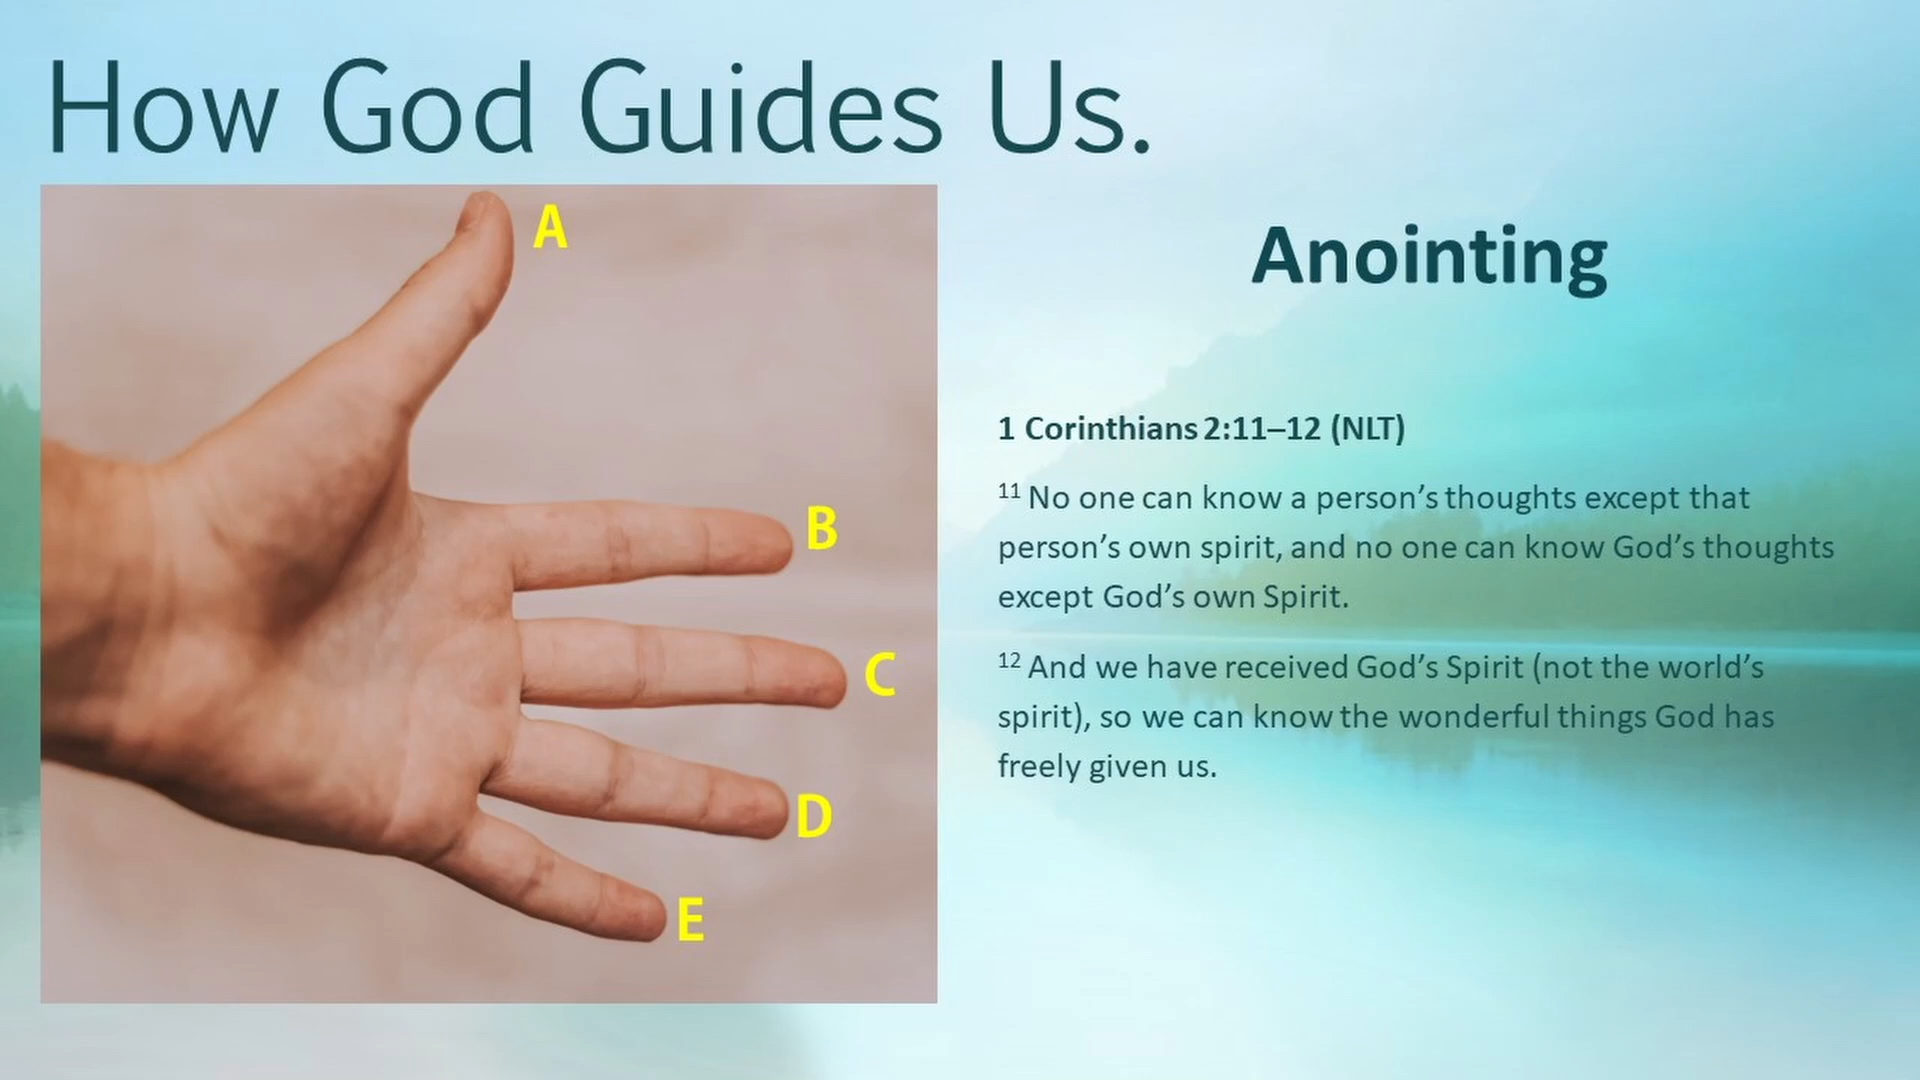 How God Guides Us.
A
B
C
D
E
Anointing
1 Corinthians 2:11–12 (NLT)
11 No one can know a person’s thoughts except that
person’s own spirit, and no one can know God’s thoughts
except God’s own Spirit.
12 And we have received God’s Spirit (not the world’s
spirit), so we can know the wonderful things God has
freely given us.